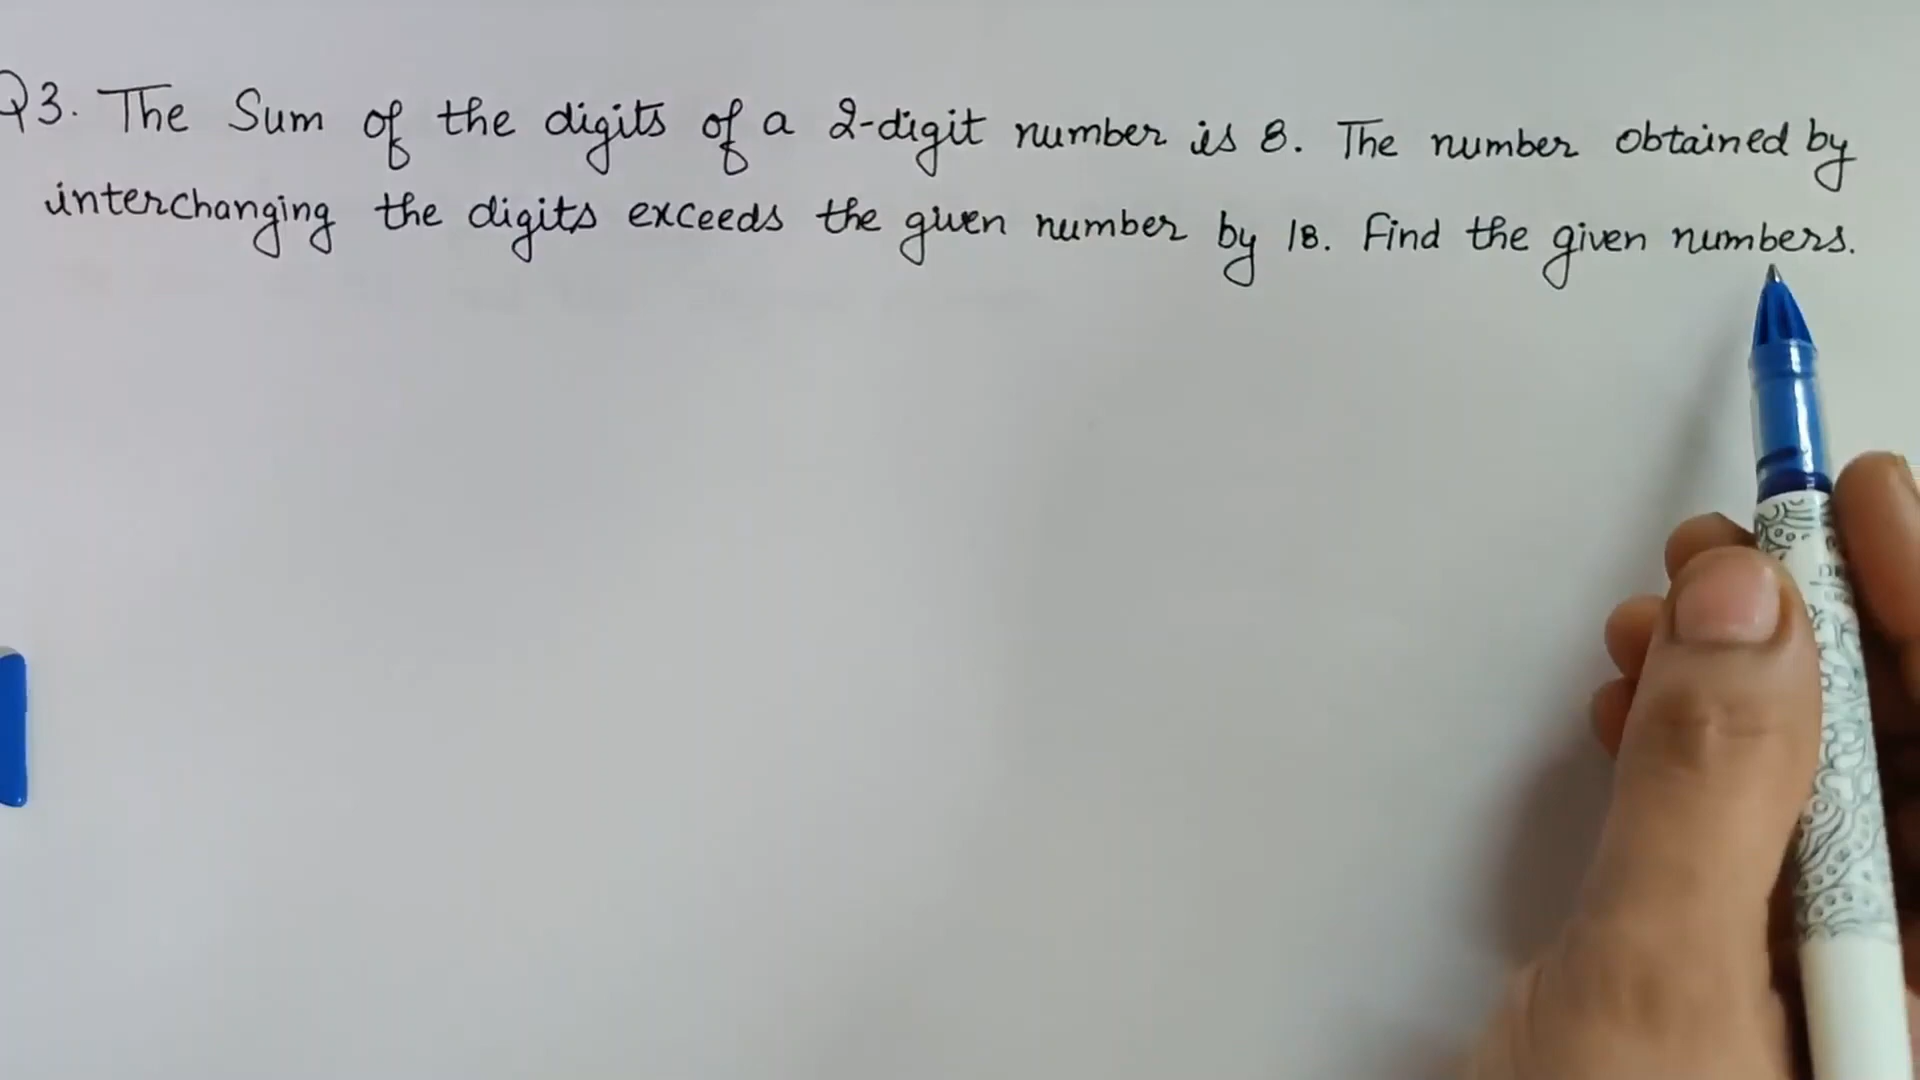 Q3. The Sum of the digits of a 2-digit number is 8. The number obtained by
interchanging the digits exceeds the given number by 18. Find the given numbers.